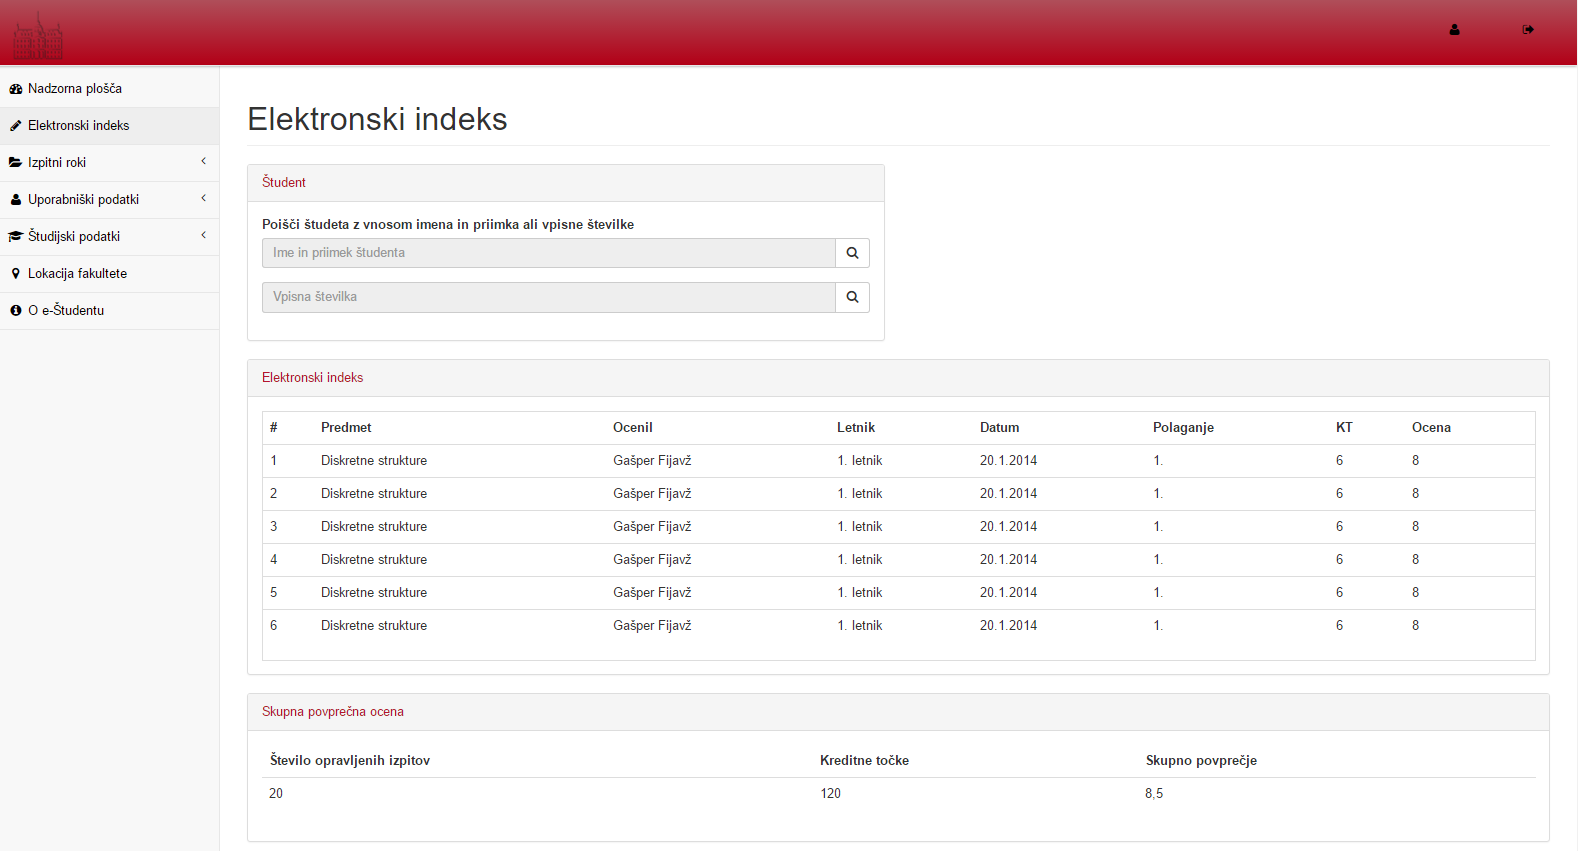 Nadzorna plošča
Elektronski indeks
Izpitni roki
Uporabniški podatki
Študijski podatki
Lokacija fakultete
O e-Študentu
Elektronski indeks
Študent
Poišči študeta z vnosom imena in priimka ali vpisne številke
Ime in priimek študenta
Vpisna številka
Elektronski indeks
# Predmet Ocenil Letnik Datum Polaganje KT Ocena
1 Diskretne strukture Gašper Fijavž 1. letnik 20.1.2014 1. 6 8
2 Diskretne strukture Gašper Fijavž 1. letnik 20.1.2014 1. 6 8
3 Diskretne strukture Gašper Fijavž 1. letnik 20.1.2014 1. 6 8
4 Diskretne strukture Gašper Fijavž 1. letnik 20.1.2014 1. 6 8
5 Diskretne strukture Gašper Fijavž 1. letnik 20.1.2014 1. 6 8
6 Diskretne strukture Gašper Fijavž 1. letnik 20.1.2014 1. 6 8
Skupna povprečna ocena
Število opravljenih izpitov Kreditne točke Skupno povprečje
20 120 8,5